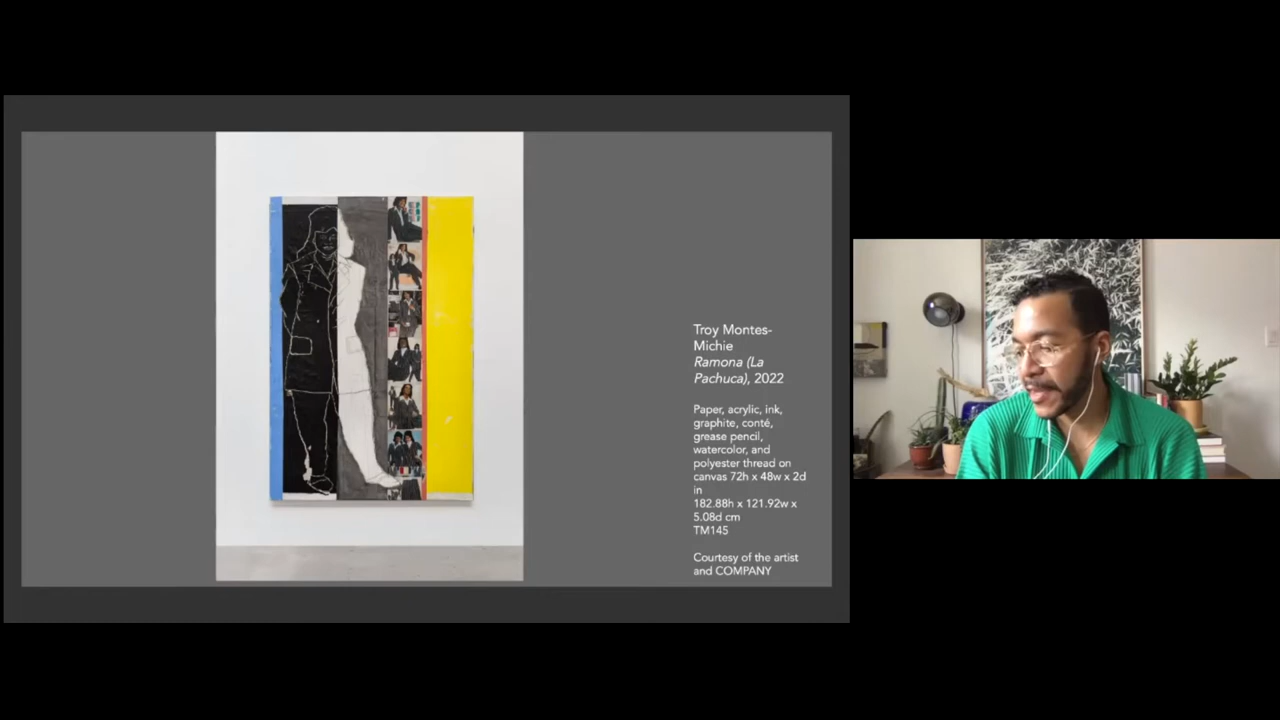 Troy Montes-
Michie
Ramona (La
Pachuca), 2022
Paper, acrylic, ink,
graphite, conté,
grease pencil,
watercolor, and
polyester thread on
canvas 72h x 48w x 2d
in
182.88h x 121.92w x
5.08d cm
TM145
Courtesy of the artist
and COMPANY